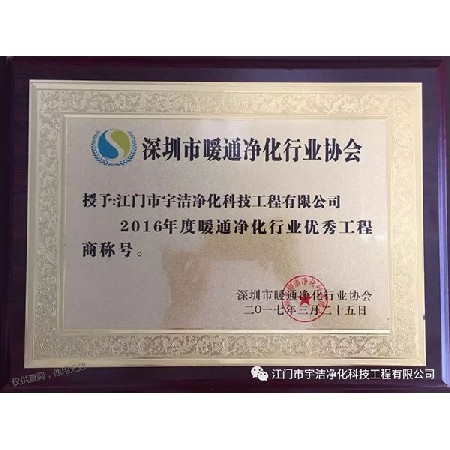 深圳市暖通净化行业协会
授予:江门市宇洁净化科技工程有限公司
2016年度暖通净化行业优秀工程
商称号。
深圳市暖通净化行业协会
二〇一七年三月二十五日
江门市宇洁净化科技工程有限公司